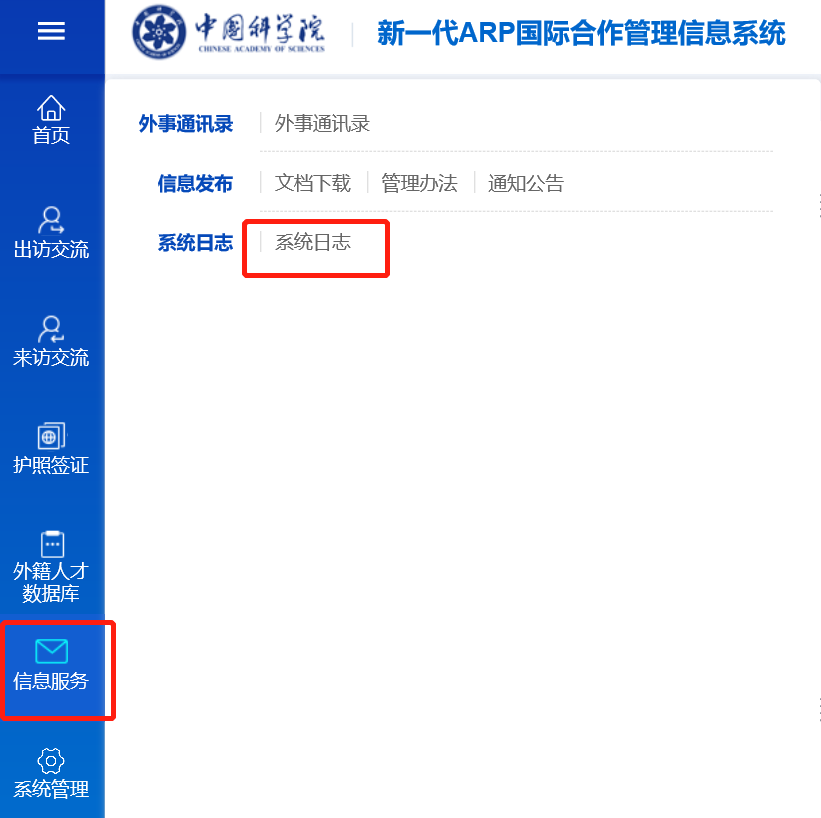 中国科学院
CHINESE ACADEMY OF SCIENCES
新一代ARP国际合作管理信息系统
首页
出访交流
来访交流
护照签证
外籍人才
数据库
信息服务
系统管理
外事通讯录 外事通讯录
信息发布 文档下载 管理办法 通知公告
系统日志 系统日志